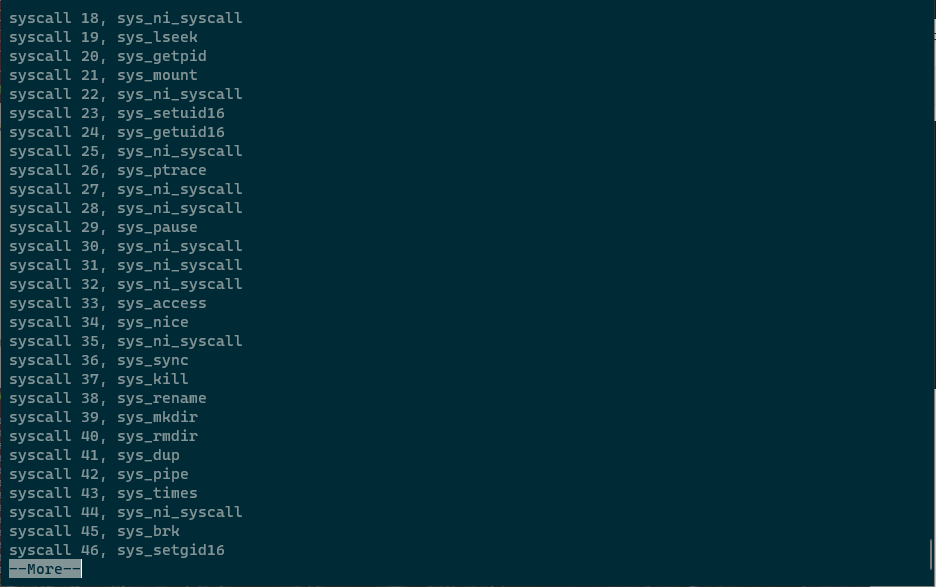 syscall 18, sys_ni_syscall
syscall 19, sys_lseek
syscall 20, sys_getpid
syscall 21, sys_mount
syscall 22, sys_ni_syscall
syscall 23, sys_setuid16
syscall 24, sys_getuid16
syscall 25, sys_ni_syscall
syscall 26, sys_ptrace
syscall 27, sys_ni_syscall
syscall 28, sys_ni_syscall
syscall 29, sys_pause
syscall 30, sys_ni_syscall
syscall 31, sys_ni_syscall
syscall 32, sys_ni_syscall
syscall 33, sys_access
syscall 34, sys_nice
syscall 35, sys_ni_syscall
syscall 36, sys_sync
syscall 37, sys_kill
syscall 38, sys_rename
syscall 39, sys_mkdir
syscall 40, sys_rmdir
syscall 41, sys_dup
syscall 42, sys_pipe
syscall 43, sys_times
syscall 44, sys_ni_syscall
syscall 45, sys_brk
syscall 46, sys_setgid16
--More--